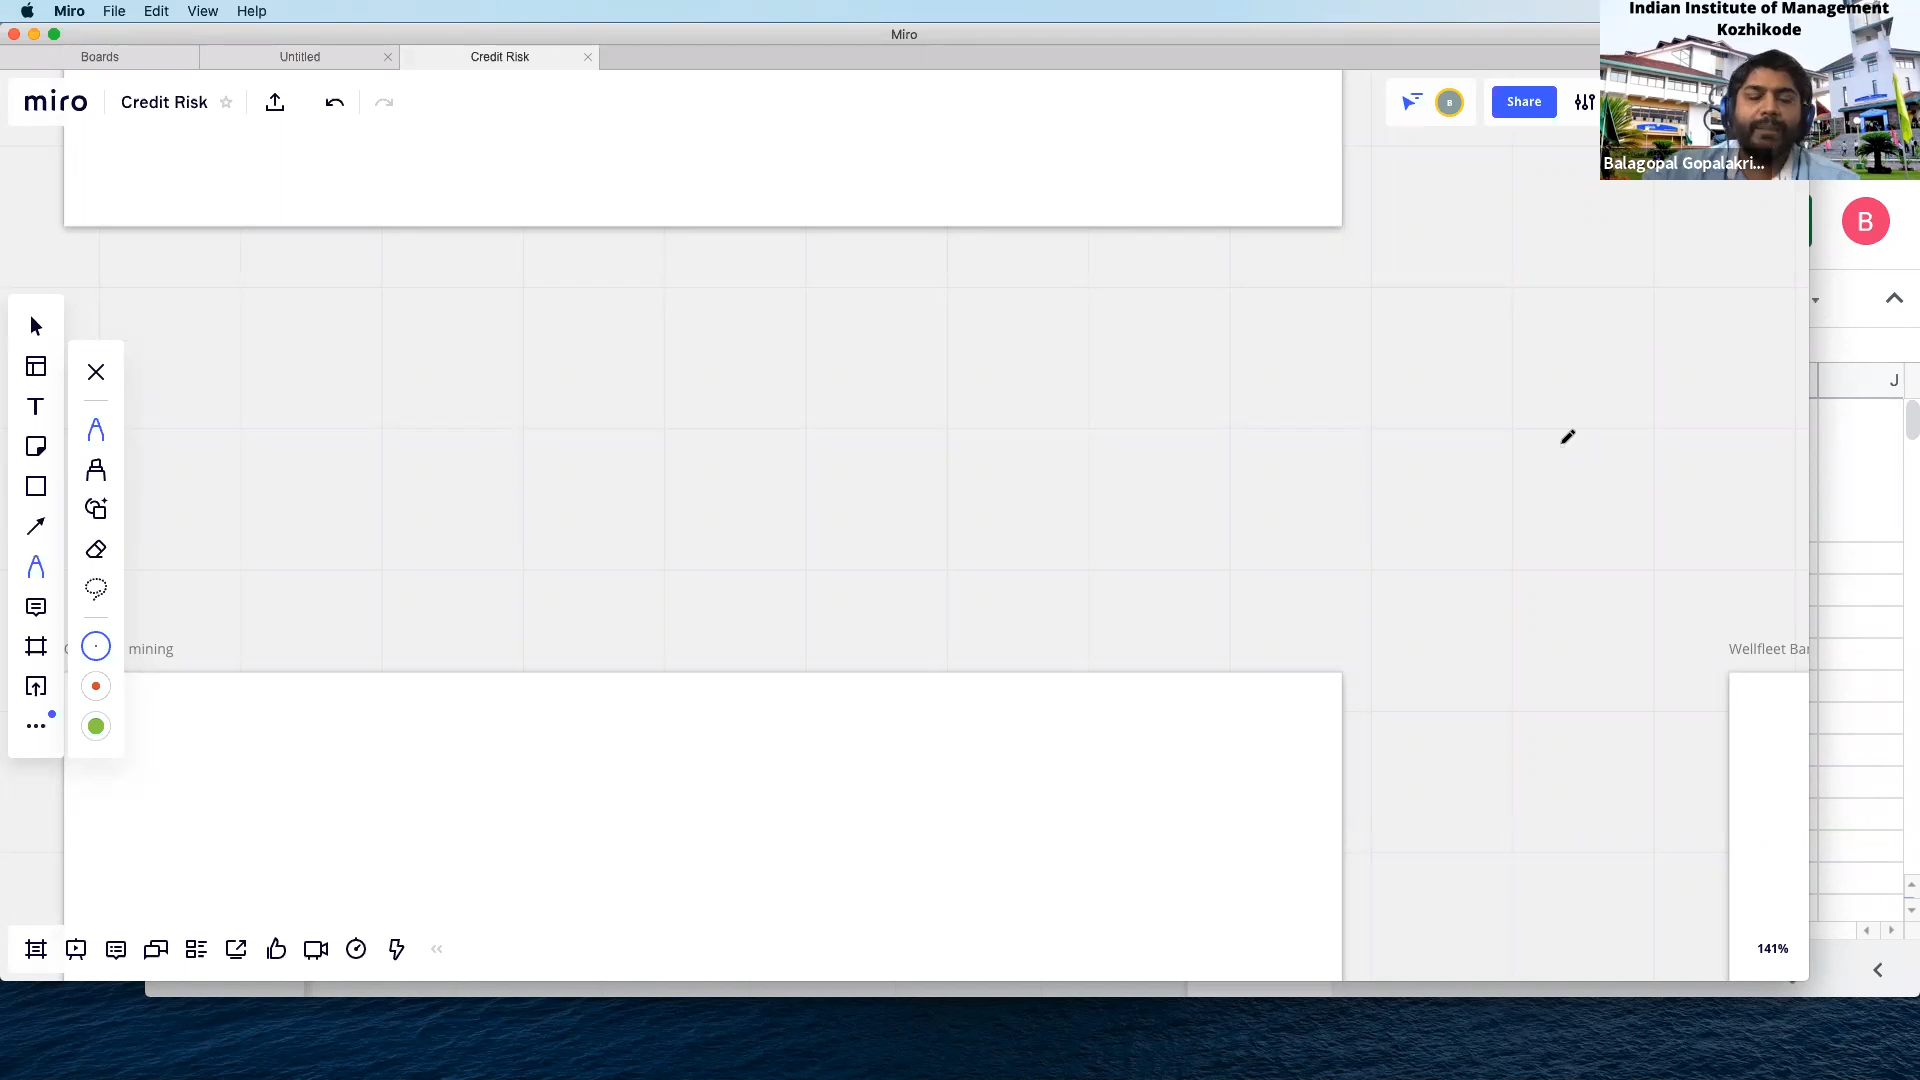 Miro File Edit View Help
Miro
Boards Untitled Credit Risk
miro Credit Risk
B
Share
Indian Institute of Management
Kozhikode
Balagopal Gopalakri...
B
J
mining
Wellfleet Bar
141%